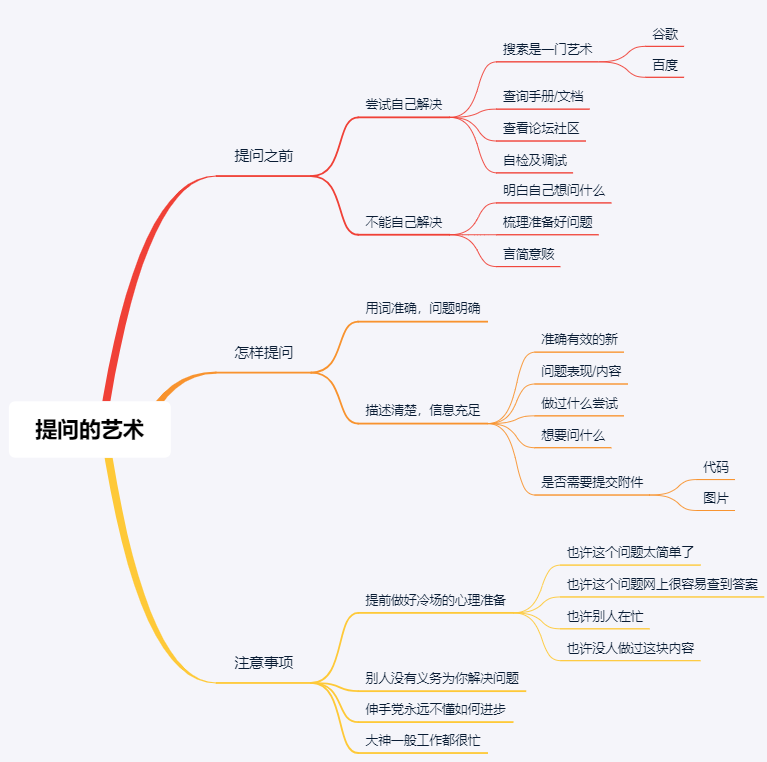 提问的艺术
提问之前
尝试自己解决
搜索是一门艺术
谷歌
百度
查询手册/文档
查看论坛社区
自检及调试
不能自己解决
明白自己想问什么
梳理准备好问题
言简意赅
怎样提问
用词准确，问题明确
描述清楚，信息充足
准确有效的新
问题表现/内容
做过什么尝试
想要问什么
是否需要提交附件
代码
图片
注意事项
提前做好冷场的心理准备
也许这个问题太简单了
也许这个问题网上很容易查到答案
也许别人在忙
也许没人做过这块内容
别人没有义务为你解决问题
伸手党永远不懂如何进步
大神一般工作都很忙